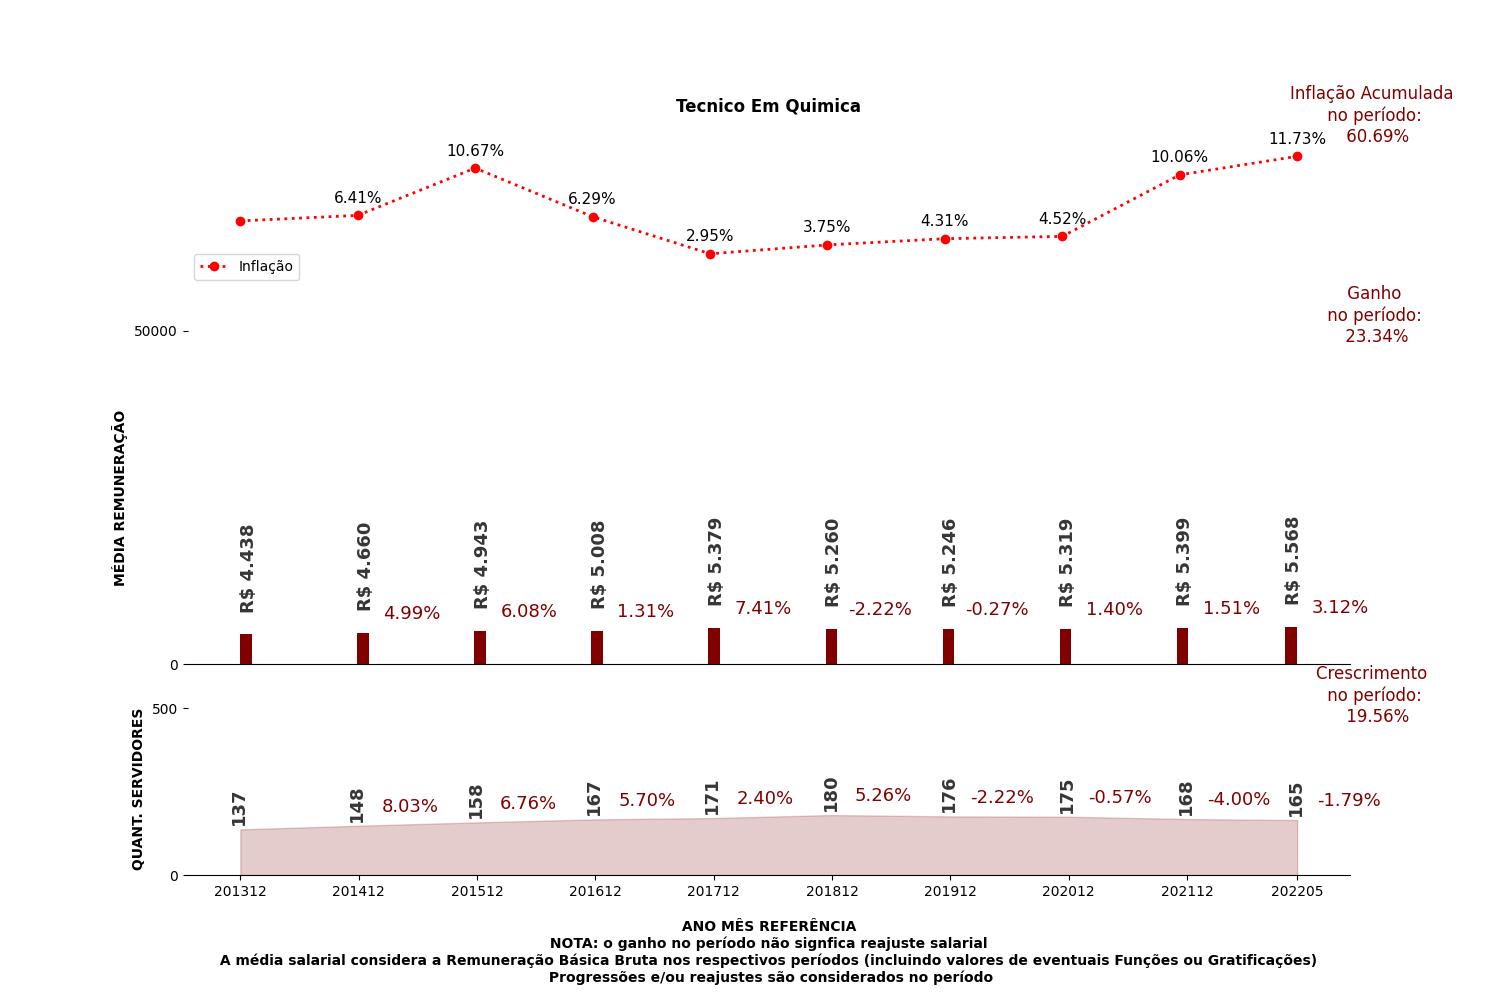 Tecnico Em Quimica
Inflação Acumulada
no período:
60.69%
6.41%
10.67%
6.29%
2.95%
3.75%
4.31%
4.52%
10.06%
11.73%
Inflação
Ganho
no período:
23.34%
50000
0
MÉDIA REMUNERAÇÃO
R$ 4.438
R$ 4.660
R$ 4.943
R$ 5.008
R$ 5.379
R$ 5.260
R$ 5.246
R$ 5.319
R$ 5.399
R$ 5.568
4.99%
6.08%
1.31%
7.41%
-2.22%
-0.27%
1.40%
1.51%
3.12%
Crescrimento
no período:
19.56%
500
0
QUANT. SERVIDORES
137
148
158
167
171
180
176
175
168
165
8.03%
6.76%
5.70%
2.40%
5.26%
-2.22%
-0.57%
-4.00%
-1.79%
201312
201412
201512
201612
201712
201812
201912
202012
202112
202205
ANO MÊS REFERÊNCIA
NOTA: o ganho no período não signfica reajuste salarial
A média salarial considera a Remuneração Básica Bruta nos respectivos períodos (incluindo valores de eventuais Funções ou Gratificações)
Progressões e/ou reajustes são considerados no período